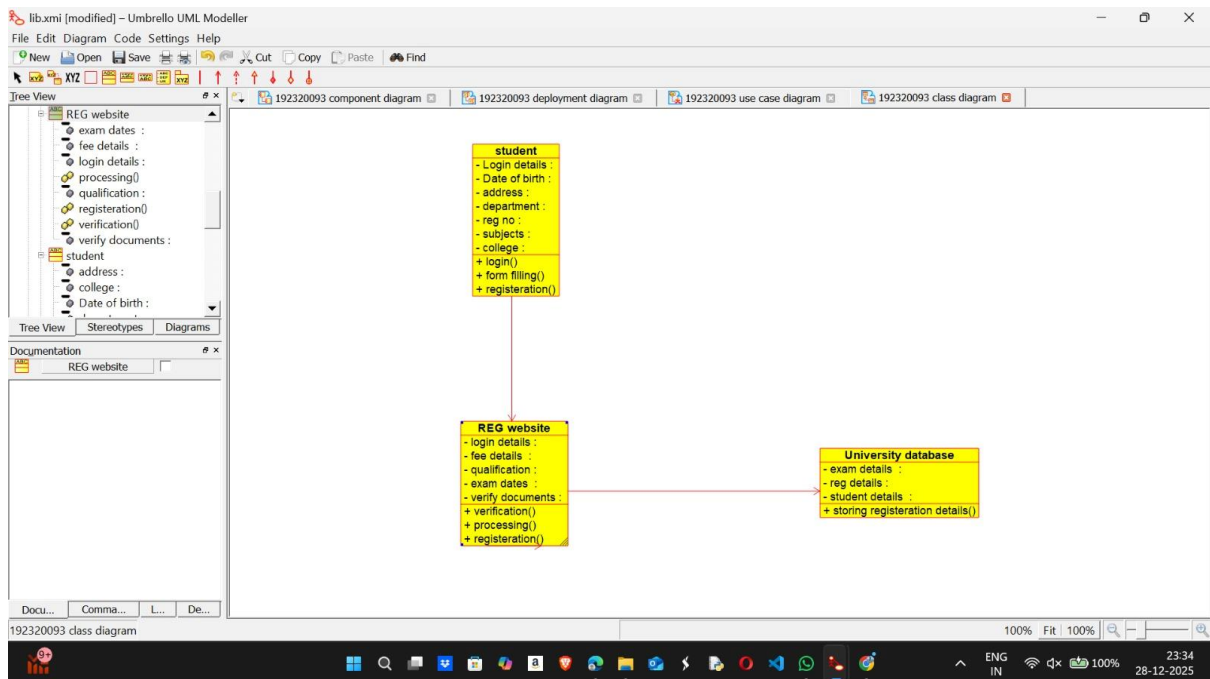 lib.xmi [modified] – Umbrello UML Modeller
File Edit Diagram Code Settings Help
New Open Save Cut Copy Paste Find
XYZ
Tree View
192320093 component diagram
192320093 deployment diagram
192320093 use case diagram
192320093 class diagram
REG website
exam dates :
fee details :
login details :
processing()
qualification :
registeration()
verification()
verify documents :
student
address :
college :
Date of birth :
Tree View Stereotypes Diagrams
Documentation
REG website
Docu... Comma... L... De...
student
- Login details :
- Date of birth :
- address :
- department :
- reg no :
- subjects :
- college :
+ login()
+ form filling()
+ registeration()
REG website
- login details :
- fee details :
- qualification :
- exam dates :
- verify documents :
+ verification()
+ processing()
+ registeration()
University database
- exam details :
- reg details :
- student details :
+ storing registeration details()
192320093 class diagram
100% Fit 100%
9+
ENG
IN
100%
23:34
28-12-2025